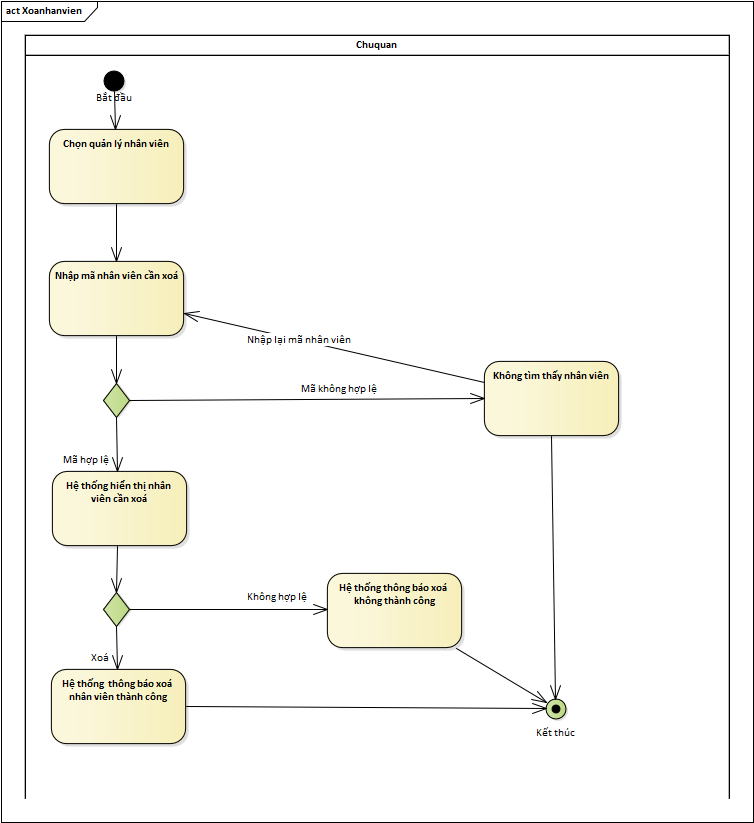 act Xoanhanvien
Chuquan
Bắt đầu
Chọn quản lý nhân viên
Nhập mã nhân viên cần xoá
Nhập lại mã nhân viên
Không tìm thấy nhân viên
Mã không hợp lệ
Mã hợp lệ
Hệ thống hiển thị nhân
viên cần xoá
Không hợp lệ
Hệ thống thông báo xoá
không thành công
Xoá
Hệ thống  thông báo xoá
nhân viên thành công
Kết thúc